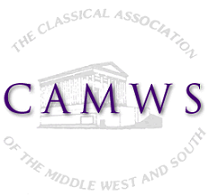 THE CLASSICAL ASSOCIATION
CAMWS
OF THE MIDDLE WEST AND SOUTH